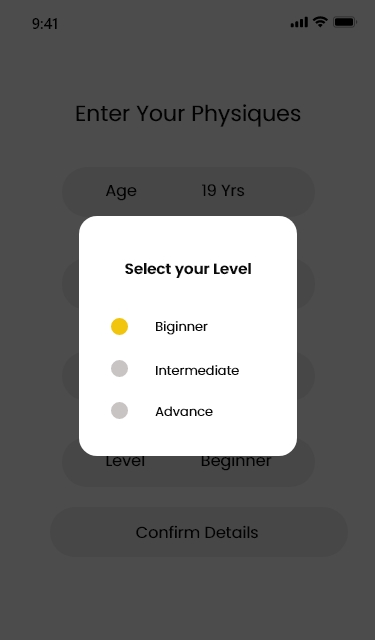 9:41
Enter Your Physiques
Age 19 Yrs
Select your Level
Biginner
Intermediate
Advance
Level Beginner
Confirm Details